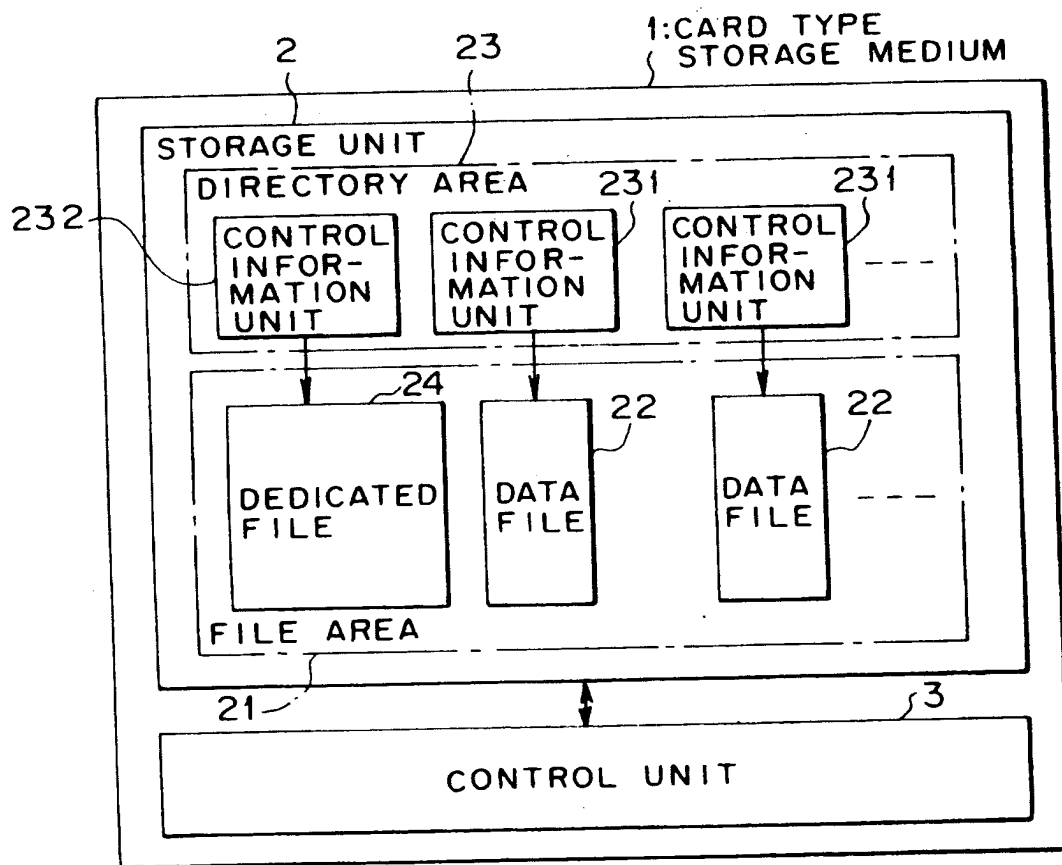 1:CARD TYPE
STORAGE MEDIUM
2
23
STORAGE UNIT
DIRECTORY AREA
231
231
232
CONTROL
INFOR-
MATION
UNIT
CONTROL
INFOR-
MATION
UNIT
CONTROL
INFOR-
MATION
UNIT
24
22
22
DEDICATED
FILE
DATA
FILE
DATA
FILE
FILE AREA
21
3
CONTROL UNIT